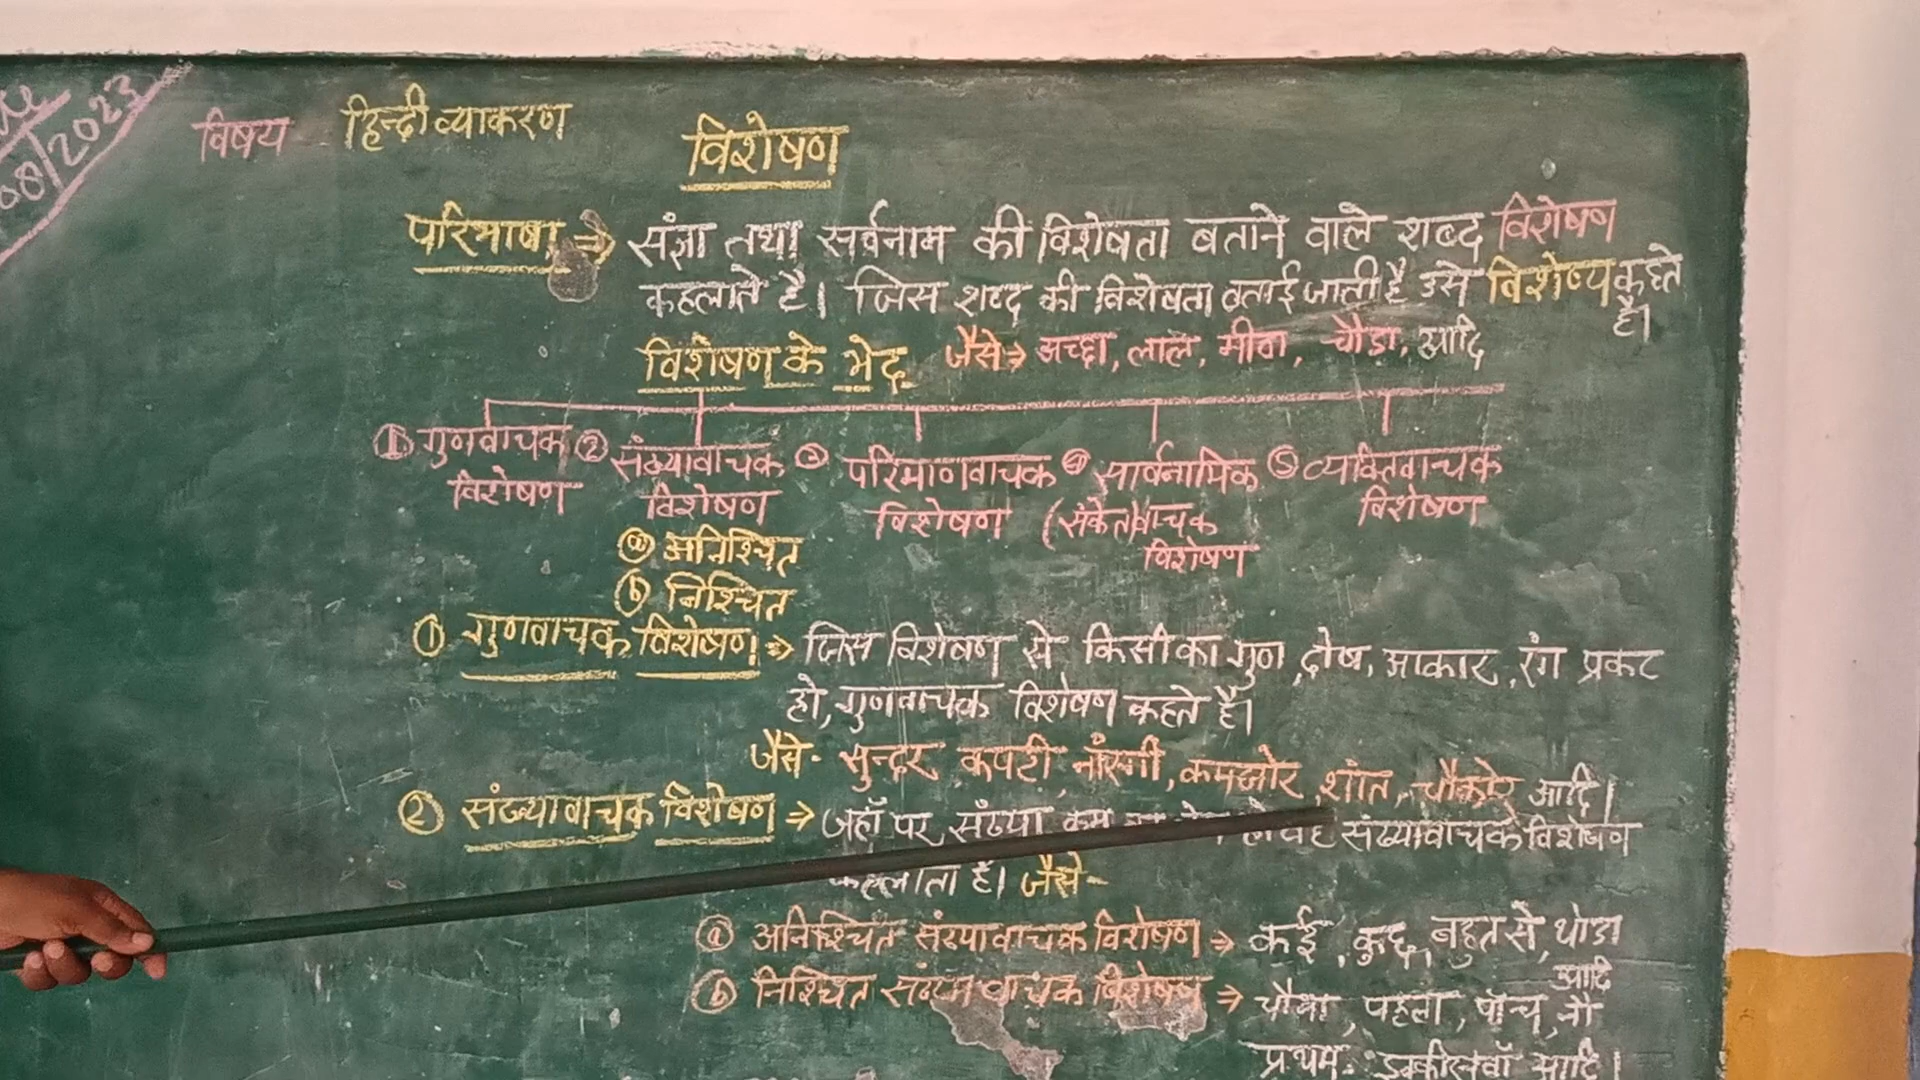 08/2023
विषय हिन्दी व्याकरण
विशेषण
परिभाषा ⇒ संज्ञा तथा सर्वनाम की विशेषता बताने वाले शब्द विशेषण
कहलाते है। जिस शब्द की विशेषता बताई जाती है उसे विशेष्य कहते
है।
विशेषण के भेद जैसे⇒ अच्छा, लाल, मीठा, चौडा, आदि
① गुणवाचक ② संख्यावाचक ③ परिमाणवाचक ④ सार्वनामिक ⑤ व्यक्तिवाचक
विशेषण विशेषण विशेषण (संकेत)वाचक विशेषण
विशेषण
ⓐ अनिश्चित
ⓑ निश्चित
① गुणवाचक विशेषण ⇒ जिस विशेषण से किसी का गुण, दोष, आकार, रंग प्रकट
हो, गुणवाचक विशेषण कहते है।
जैसे- सुन्दर कपटी, नारंगी, कमजोर, शांत, चौकोर आदि।
② संख्यावाचक विशेषण ⇒ जहाँ पर संख्या कम वह संख्यावाचक विशेषण
कहलाता है। जैसे-
ⓐ अनिश्चित संख्यावाचक विशेषण ⇒ कई, कुछ, बहुत से, थोडा
आदि
ⓑ निश्चित संख्यावाचक विशेषण ⇒ चौथा, पहला, पाँच, नौ
प्रथम, इक्कीसवाँ आदि।